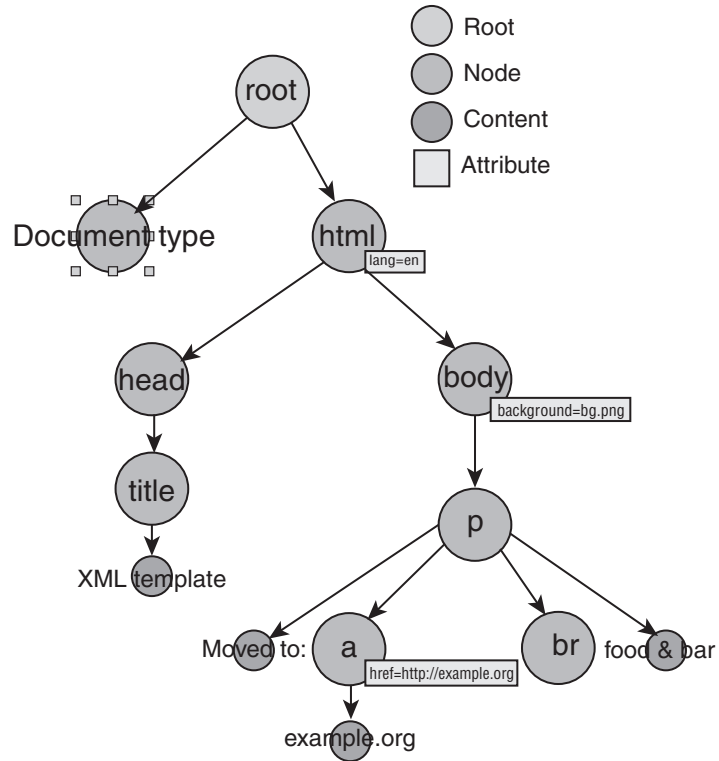 Root
Node
Content
Attribute
root
Document type
html
lang=en
head
body
background=bg.png
title
p
XML template
Moved to:
a
br
food & bar
href=http://example.org
example.org